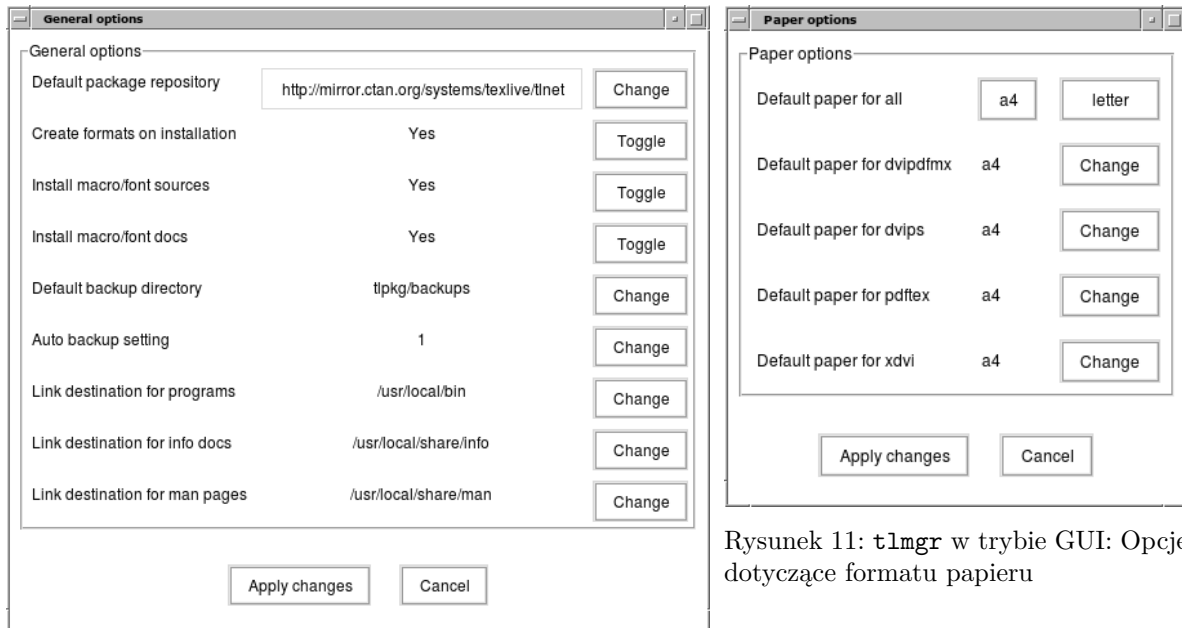 General options
General options
Default package repository http://mirror.ctan.org/systems/texlive/tlnet Change
Create formats on installation Yes Toggle
Install macro/font sources Yes Toggle
Install macro/font docs Yes Toggle
Default backup directory tlpkg/backups Change
Auto backup setting 1 Change
Link destination for programs /usr/local/bin Change
Link destination for info docs /usr/local/share/info Change
Link destination for man pages /usr/local/share/man Change
Apply changes Cancel
Paper options
Paper options
Default paper for all a4 letter
Default paper for dvipdfmx a4 Change
Default paper for dvips a4 Change
Default paper for pdftex a4 Change
Default paper for xdvi a4 Change
Apply changes Cancel
Rysunek 11: tlmgr w trybie GUI: Opcje
dotyczące formatu papieru